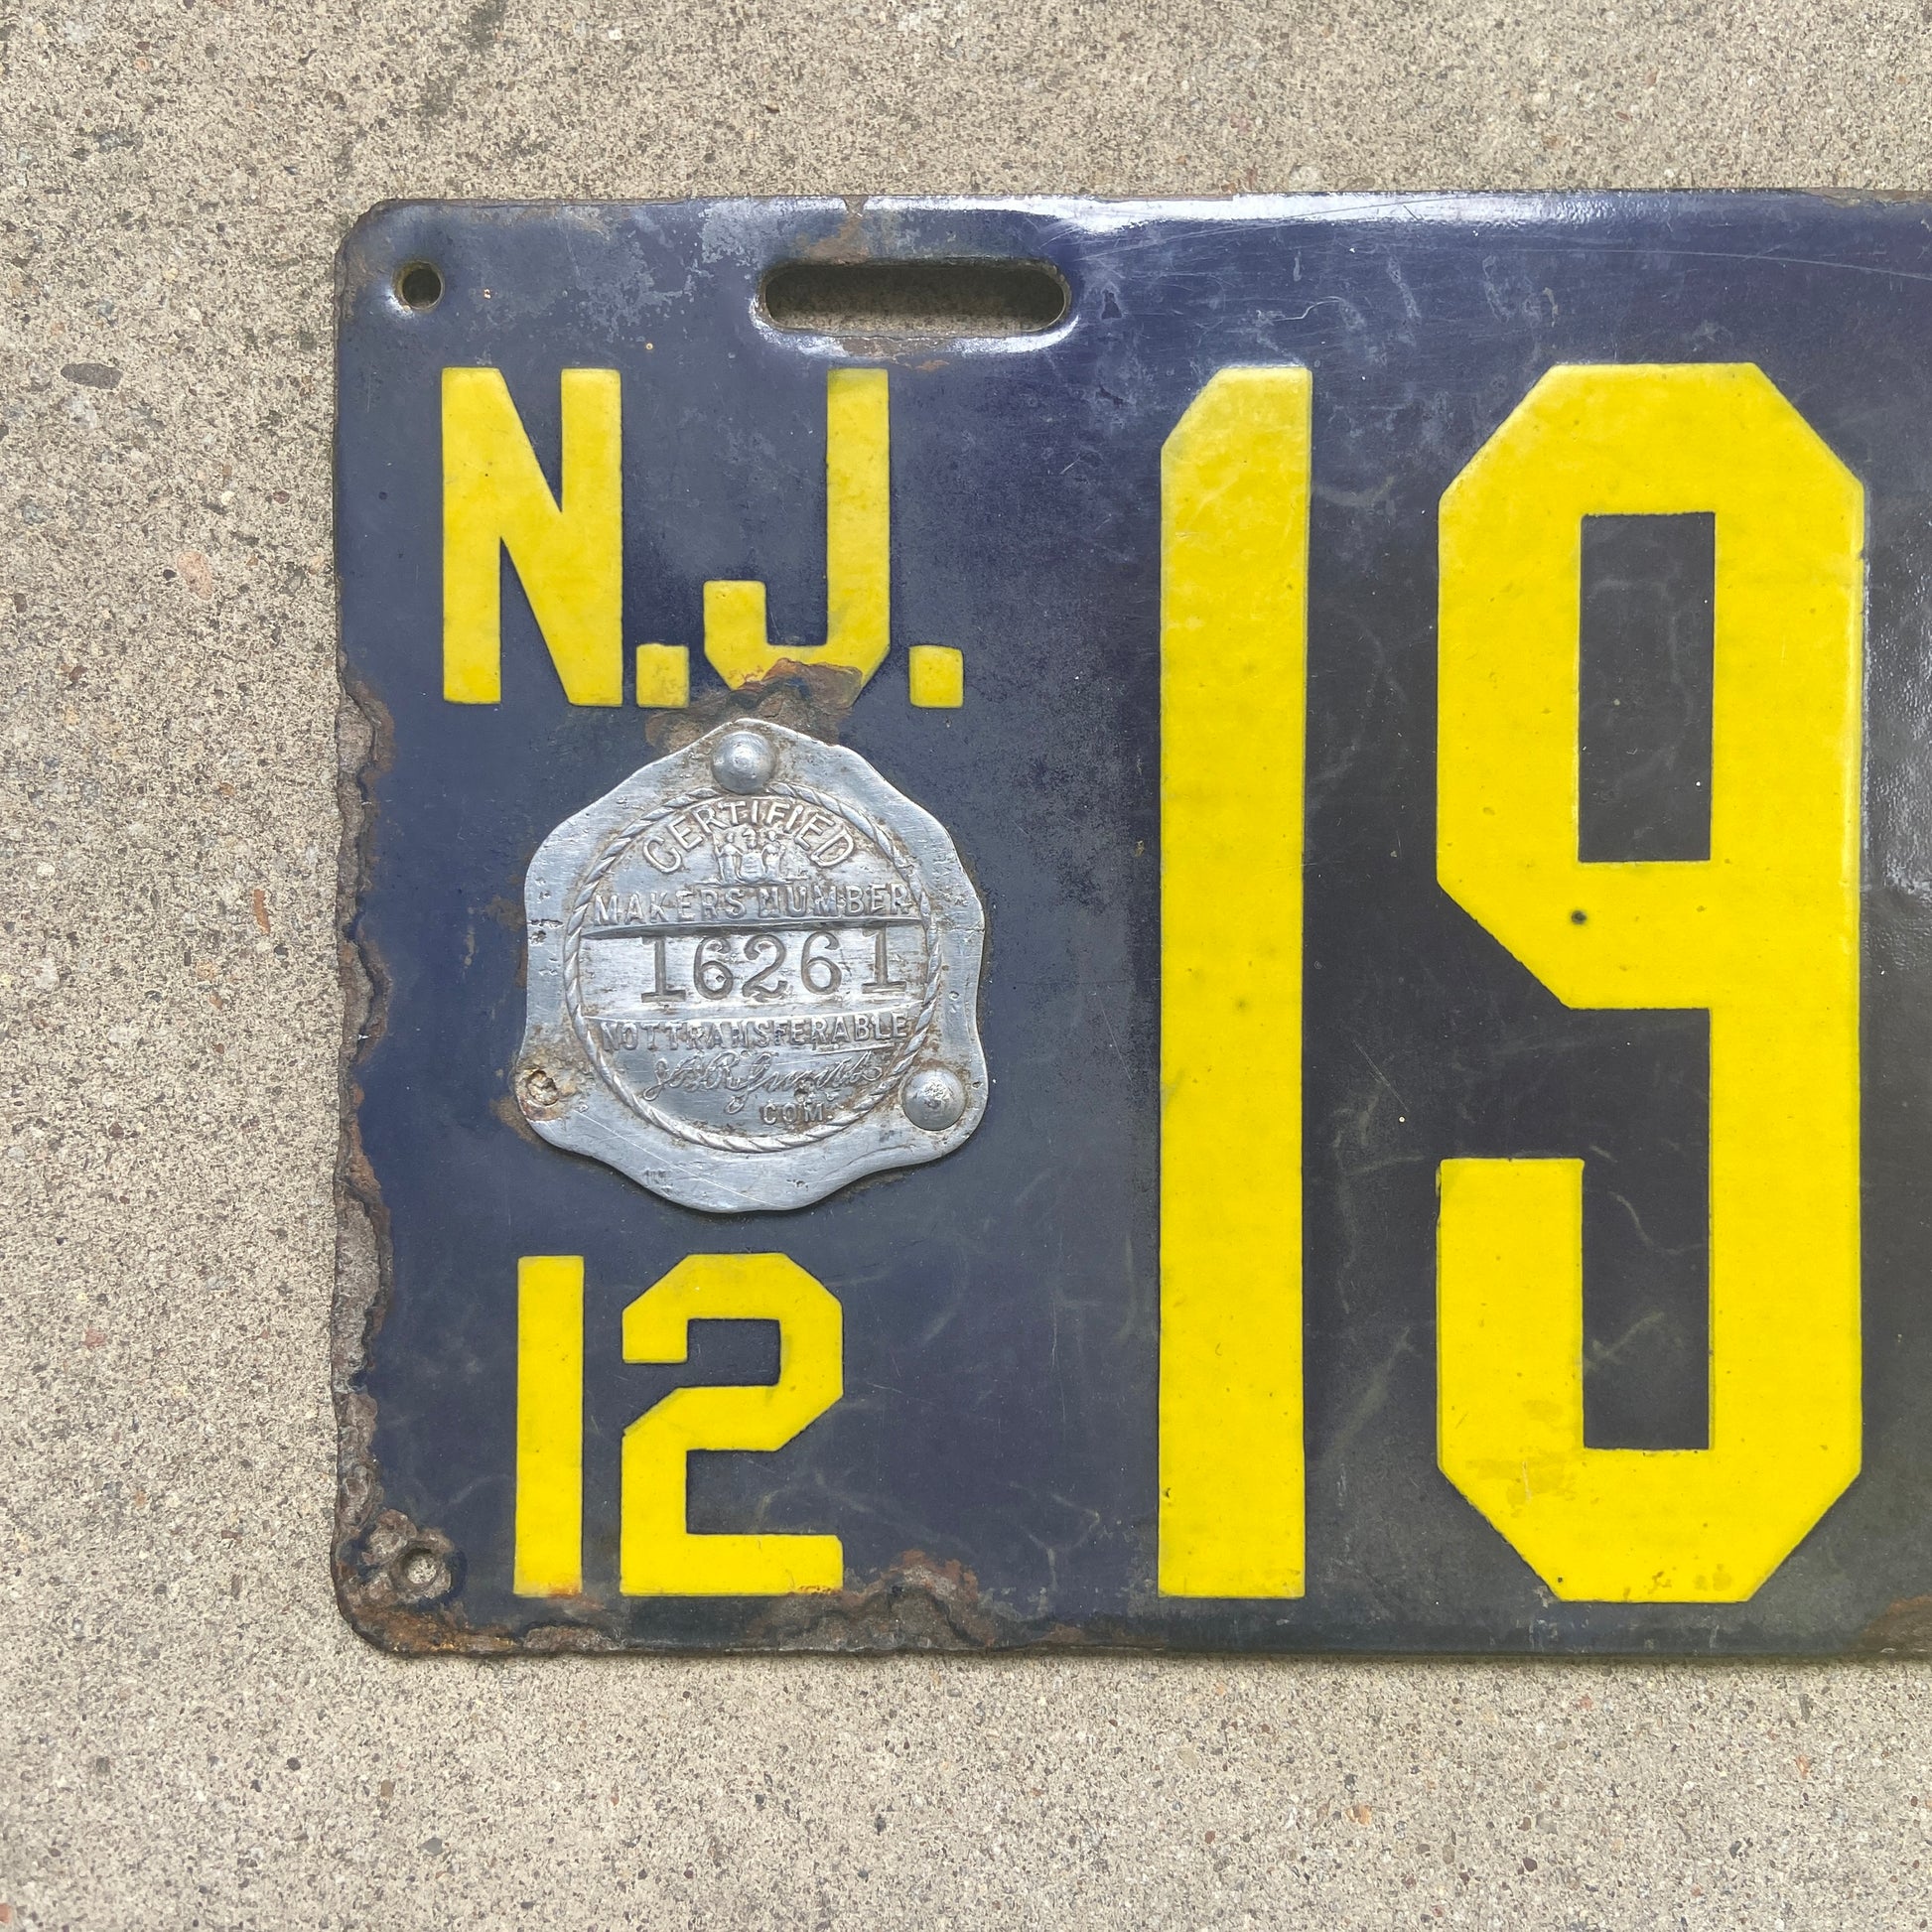 N.J.
19
CERTIFIED
MAKERS NUMBER
16261
NOT TRANSFERABLE
COM.
12